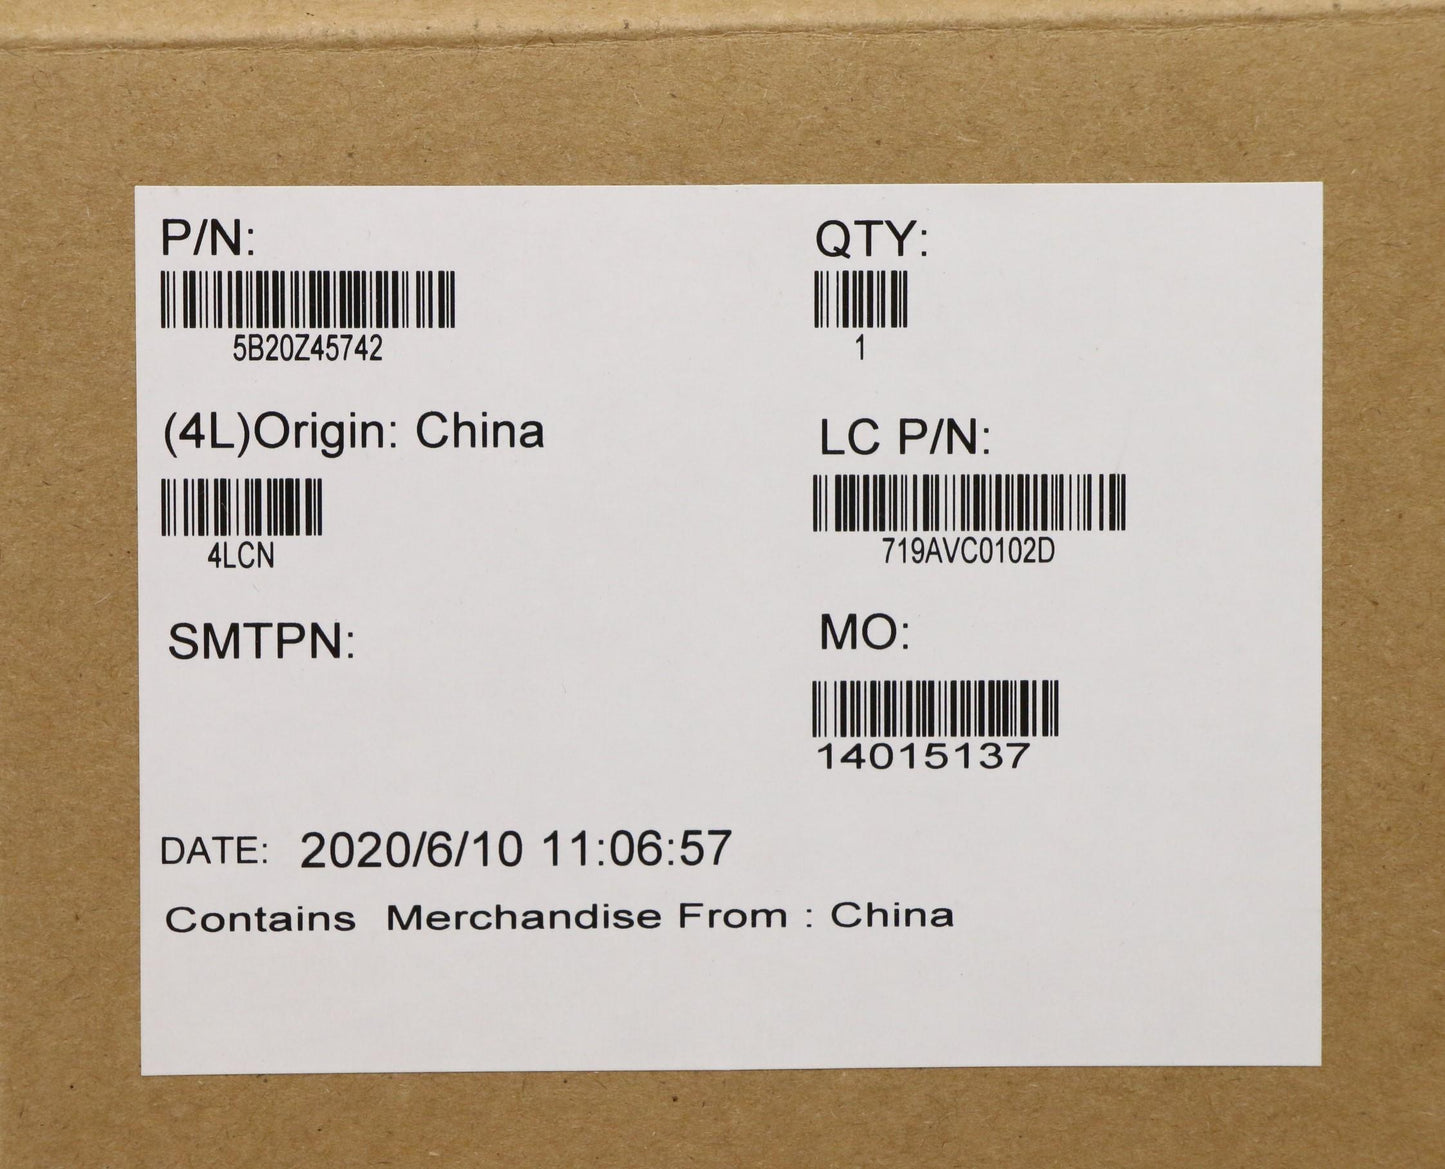 P/N:
5B20Z45742
QTY:
1
(4L)Origin: China
4LCN
LC P/N:
719AVC0102D
SMTPN:
MO:
14015137
DATE: 2020/6/10 11:06:57
Contains Merchandise From : China